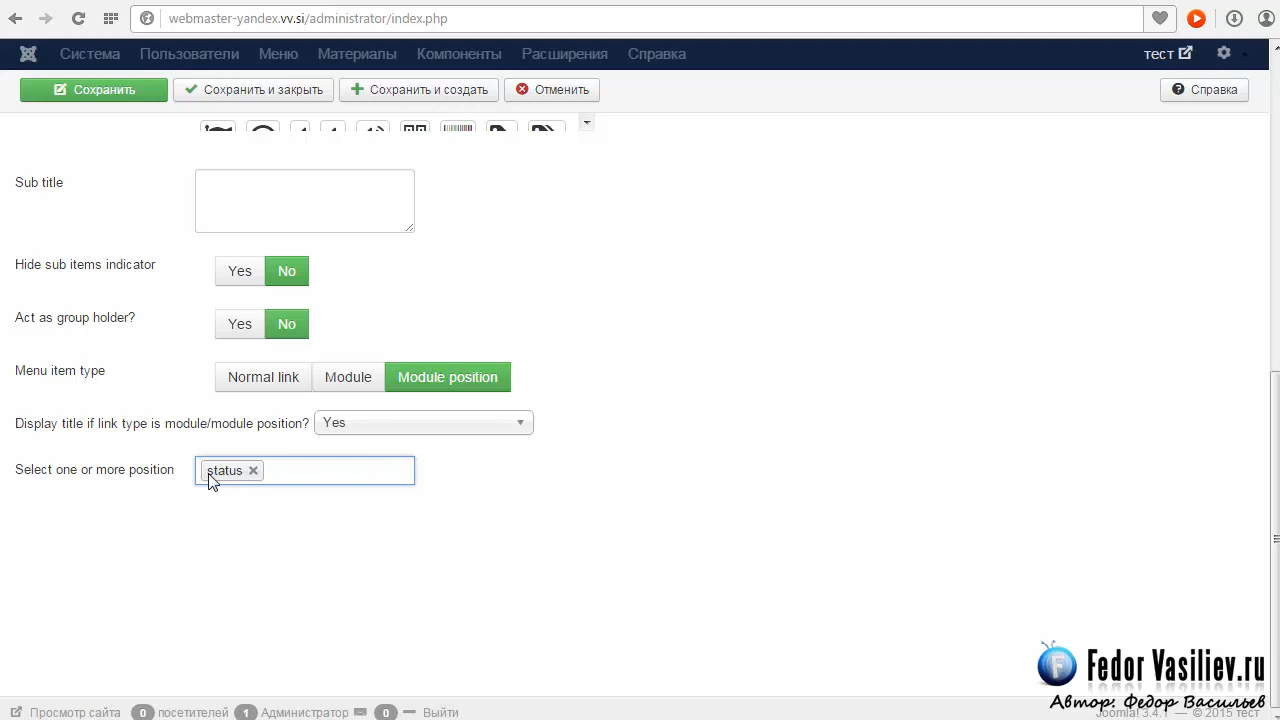 webmaster-yandex.vv.si/administrator/index.php
Система Пользователи Меню Материалы Компоненты Расширения Справка тест
Сохранить Сохранить и закрыть Сохранить и создать Отменить Справка
Sub title
Hide sub items indicator Yes No
Act as group holder? Yes No
Menu item type Normal link Module Module position
Display title if link type is module/module position? Yes
Select one or more position status
Fedor Vasiliev.ru
Автор: Федор Васильев
Просмотр сайта 0 посетителей 1 Администратор 0 Выйти Joomla! 3.4.1 — © 2015 тест